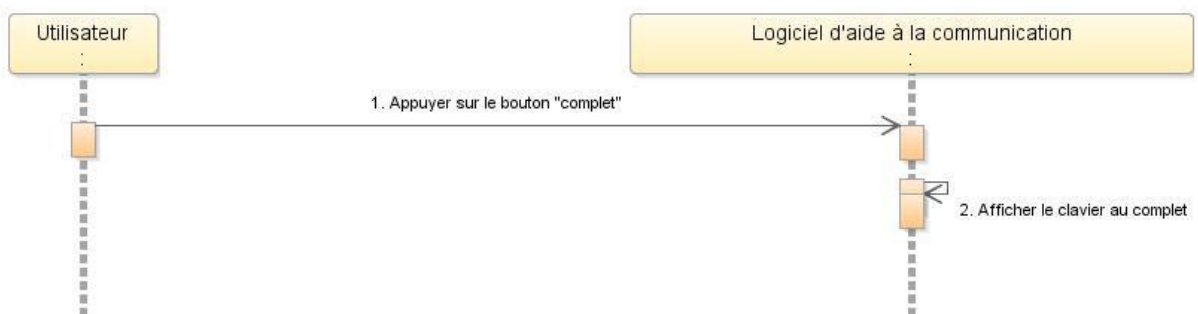 Utilisateur
:
Logiciel d'aide à la communication
:
1. Appuyer sur le bouton "complet"
2. Afficher le clavier au complet